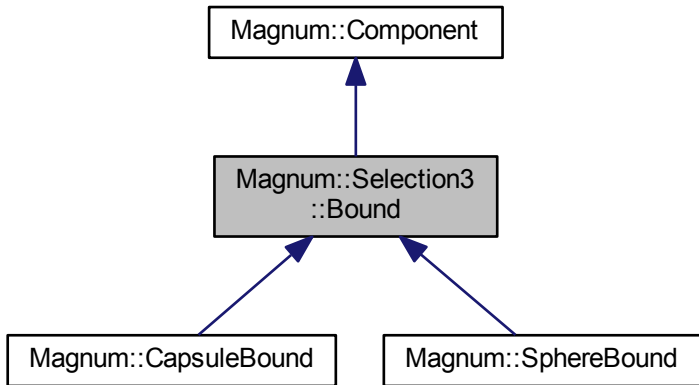 Magnum::Component
Magnum::Selection3
::Bound
Magnum::CapsuleBound
Magnum::SphereBound